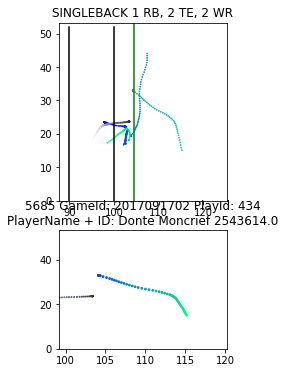 SINGLEBACK 1 RB, 2 TE, 2 WR
50
40
30
20
10
0
90 100 110 120
5685 GameId: 2017091702 PlayId: 434
PlayerName + ID: Donte Moncrief 2543614.0
40
20
0
100 105 110 115 120